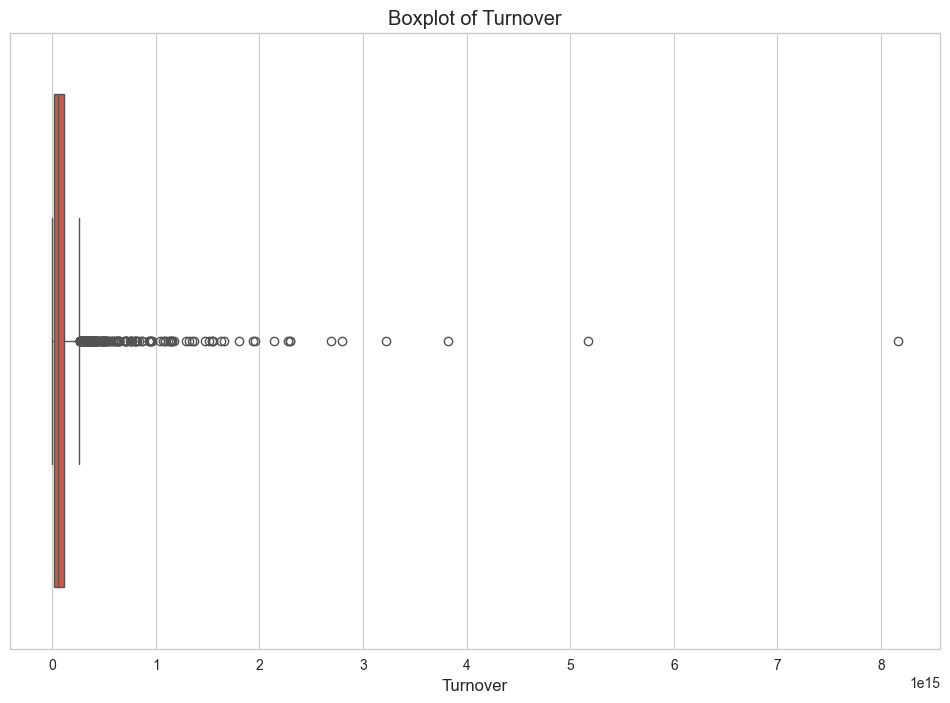 Boxplot of Turnover
0 1 2 3 4 5 6 7 8
1e15
Turnover